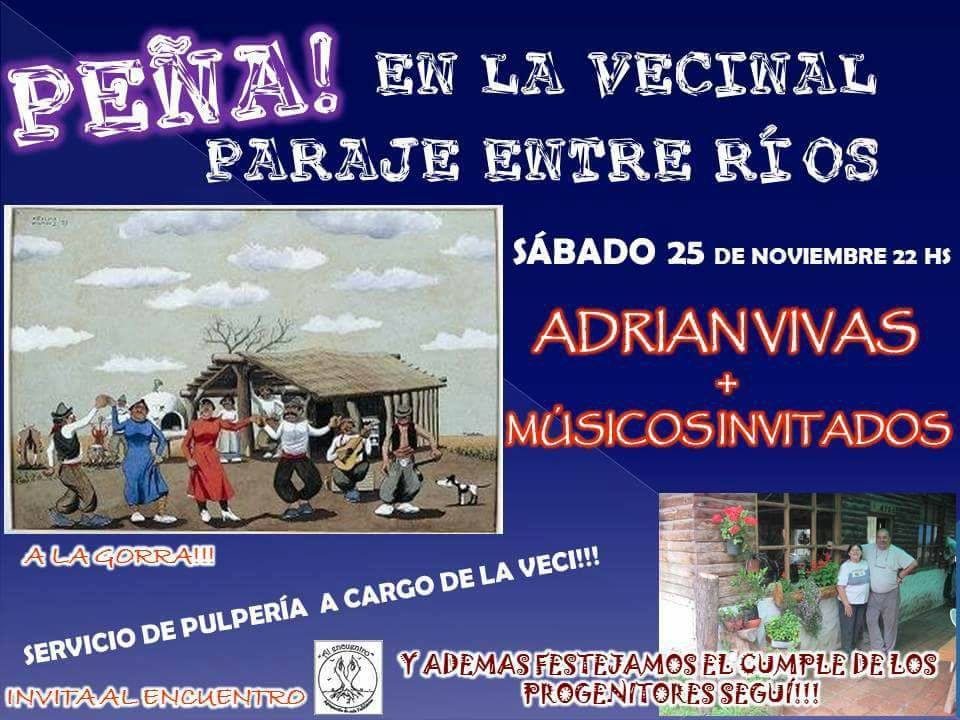 PEÑA! EN LA VECINAL
PARAJE ENTRE RÍOS
SÁBADO 25 DE NOVIEMBRE 22 HS
ADRIAN VIVAS
+
MÚSICOS INVITADOS
A LA GORRA!!!
SERVICIO DE PULPERÍA A CARGO DE LA VECI!!!
INVITA AL ENCUENTRO
"Al encuentro"
Y ADEMAS FESTEJAMOS EL CUMPLE DE LOS
PROGENITORES SEGUÍ!!!